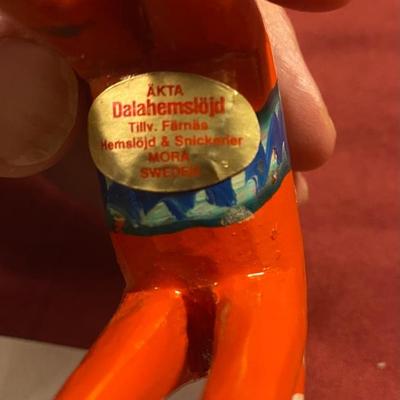 ÄKTA
Dalahemslöjd
Tillv. Färnäs
Hemslöjd & Snickerier
MORA
SWEDEN